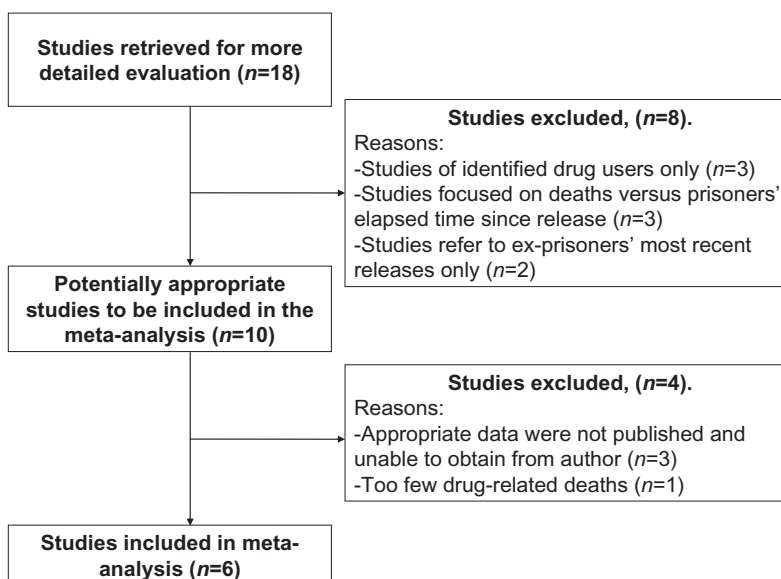 Studies retrieved for more
detailed evaluation (n=18)
Studies excluded, (n=8).
Reasons:
-Studies of identified drug users only (n=3)
-Studies focused on deaths versus prisoners’
elapsed time since release (n=3)
-Studies refer to ex-prisoners’ most recent
releases only (n=2)
Potentially appropriate
studies to be included in the
meta-analysis (n=10)
Studies excluded, (n=4).
Reasons:
-Appropriate data were not published and
unable to obtain from author (n=3)
-Too few drug-related deaths (n=1)
Studies included in meta-
analysis (n=6)